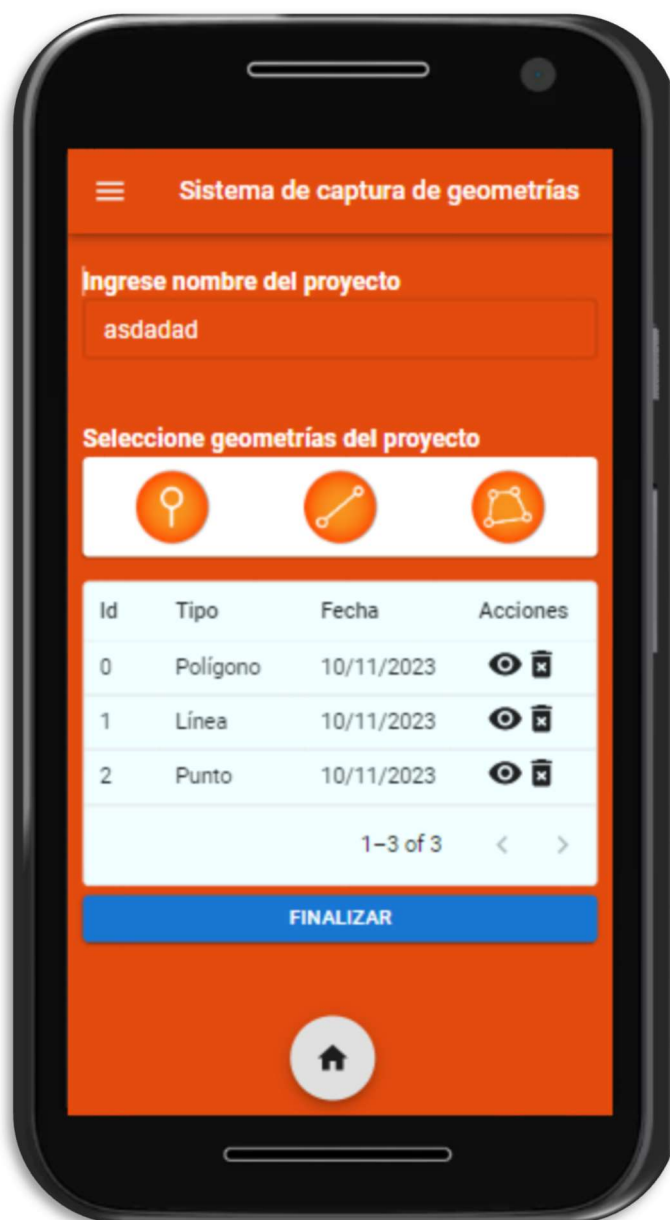 Sistema de captura de geometrías
Ingrese nombre del proyecto
asdadad
Seleccione geometrías del proyecto
Id Tipo Fecha Acciones
0 Polígono 10/11/2023
1 Línea 10/11/2023
2 Punto 10/11/2023
1–3 of 3
FINALIZAR